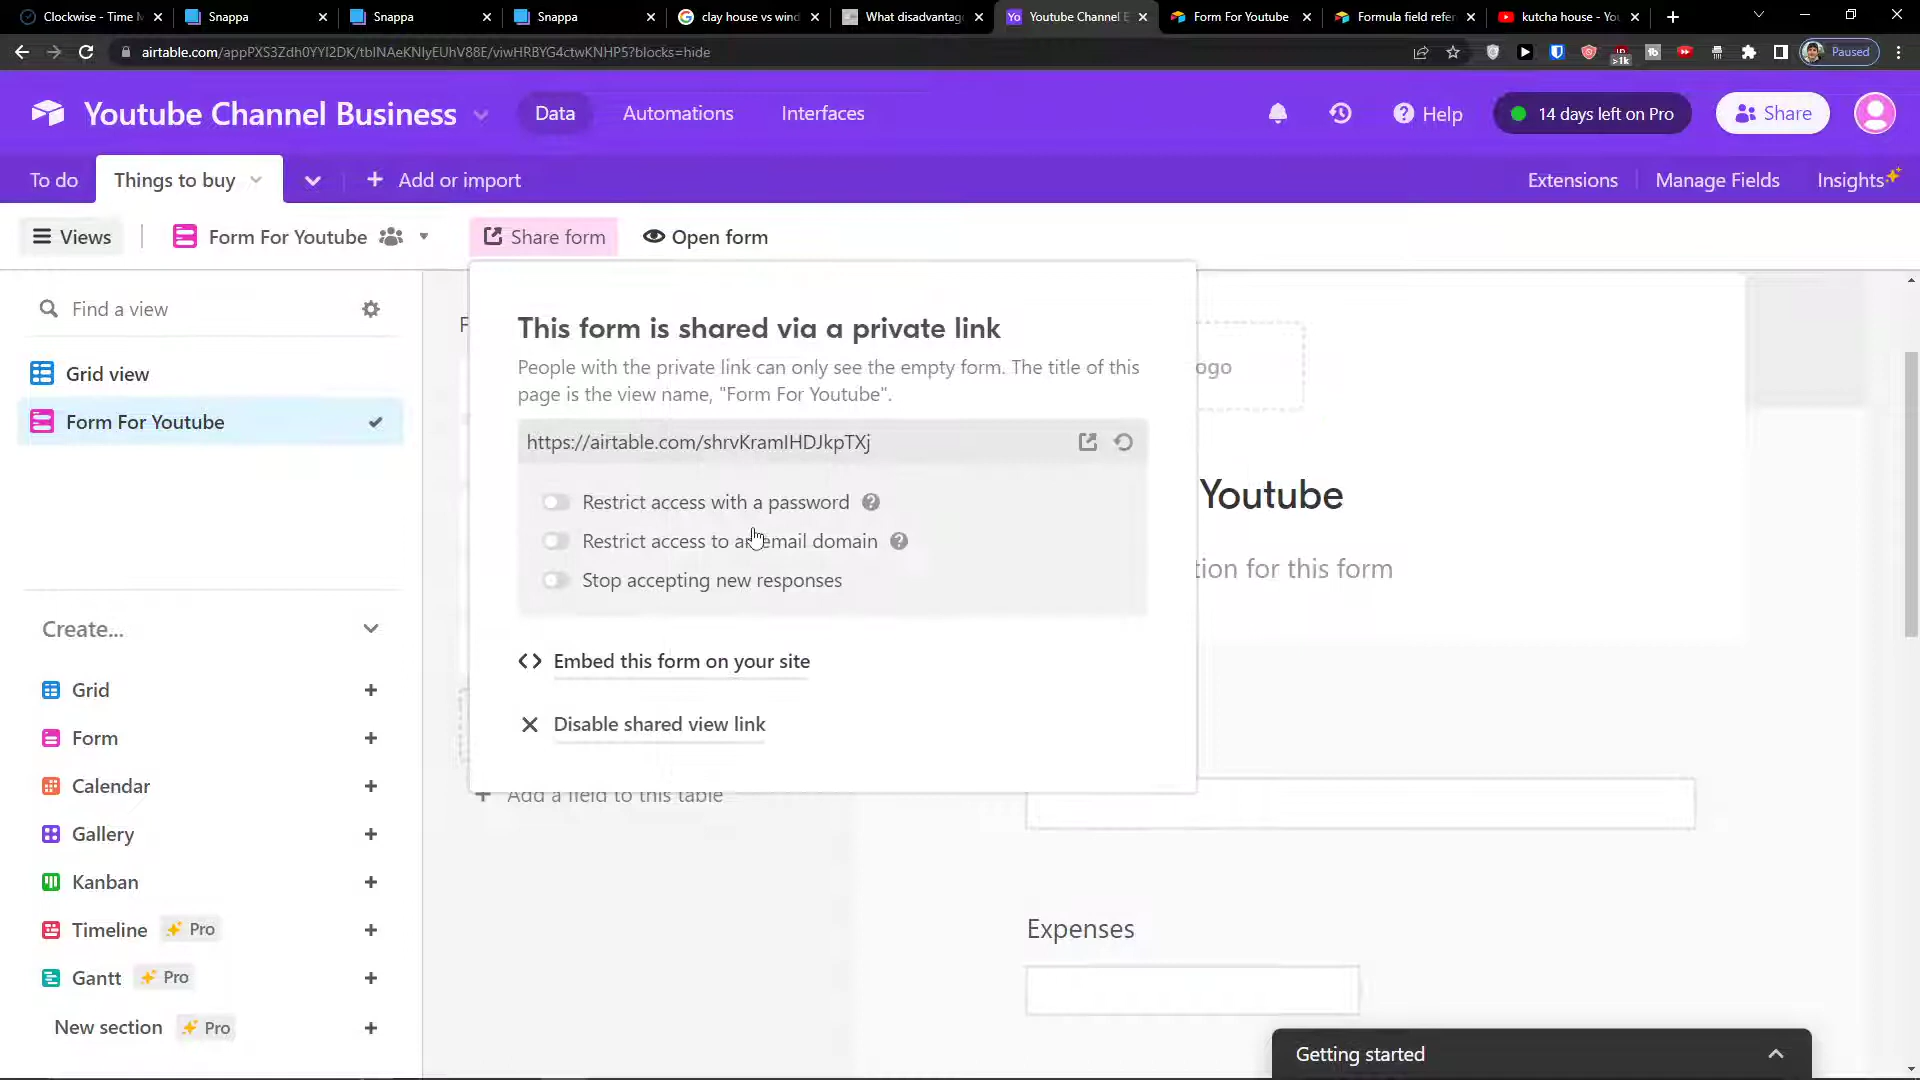 Clockwise - Time M
Snappa
Snappa
Snappa
clay house vs wind
What disadvantag
Youtube Channel B
Form For Youtube
Formula field refer
kutcha house - You
airtable.com/appPXS3Zdh0YYI2DK/tblNAeKNIyEUhV88E/viwHRBYG4ctwKNHP5?blocks=hide
>1k
Paused
Youtube Channel Business
Data
Automations
Interfaces
Help
14 days left on Pro
Share
To do
Things to buy
Add or import
Extensions
Manage Fields
Insights
Views
Form For Youtube
Share form
Open form
Find a view
Grid view
Form For Youtube
This form is shared via a private link
People with the private link can only see the empty form. The title of this
page is the view name, "Form For Youtube".
https://airtable.com/shrvKramIHDJkpTXj
Restrict access with a password
Restrict access to an email domain
Stop accepting new responses
Embed this form on your site
Disable shared view link
Add a field to this table
ogo
Youtube
tion for this form
Expenses
Create...
Grid
Form
Calendar
Gallery
Kanban
Timeline Pro
Gantt Pro
New section Pro
Getting started